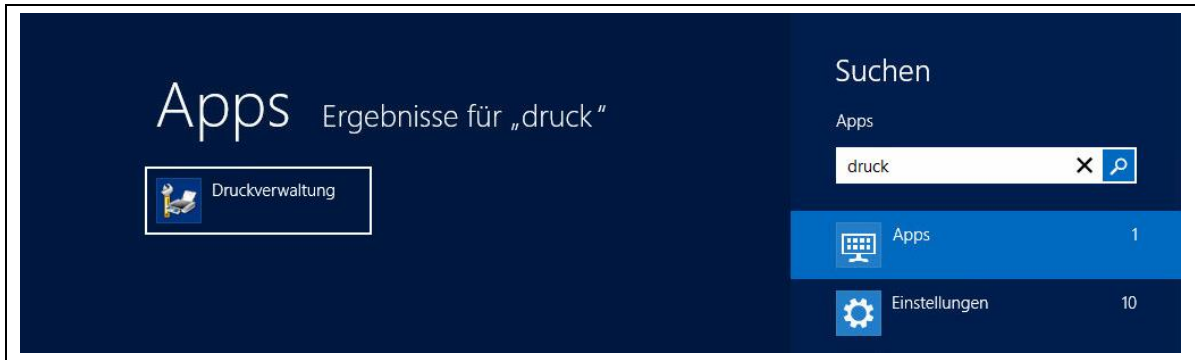 Apps Ergebnisse für „druck“
Druckverwaltung
Suchen
Apps
druck
Apps 1
Einstellungen 10